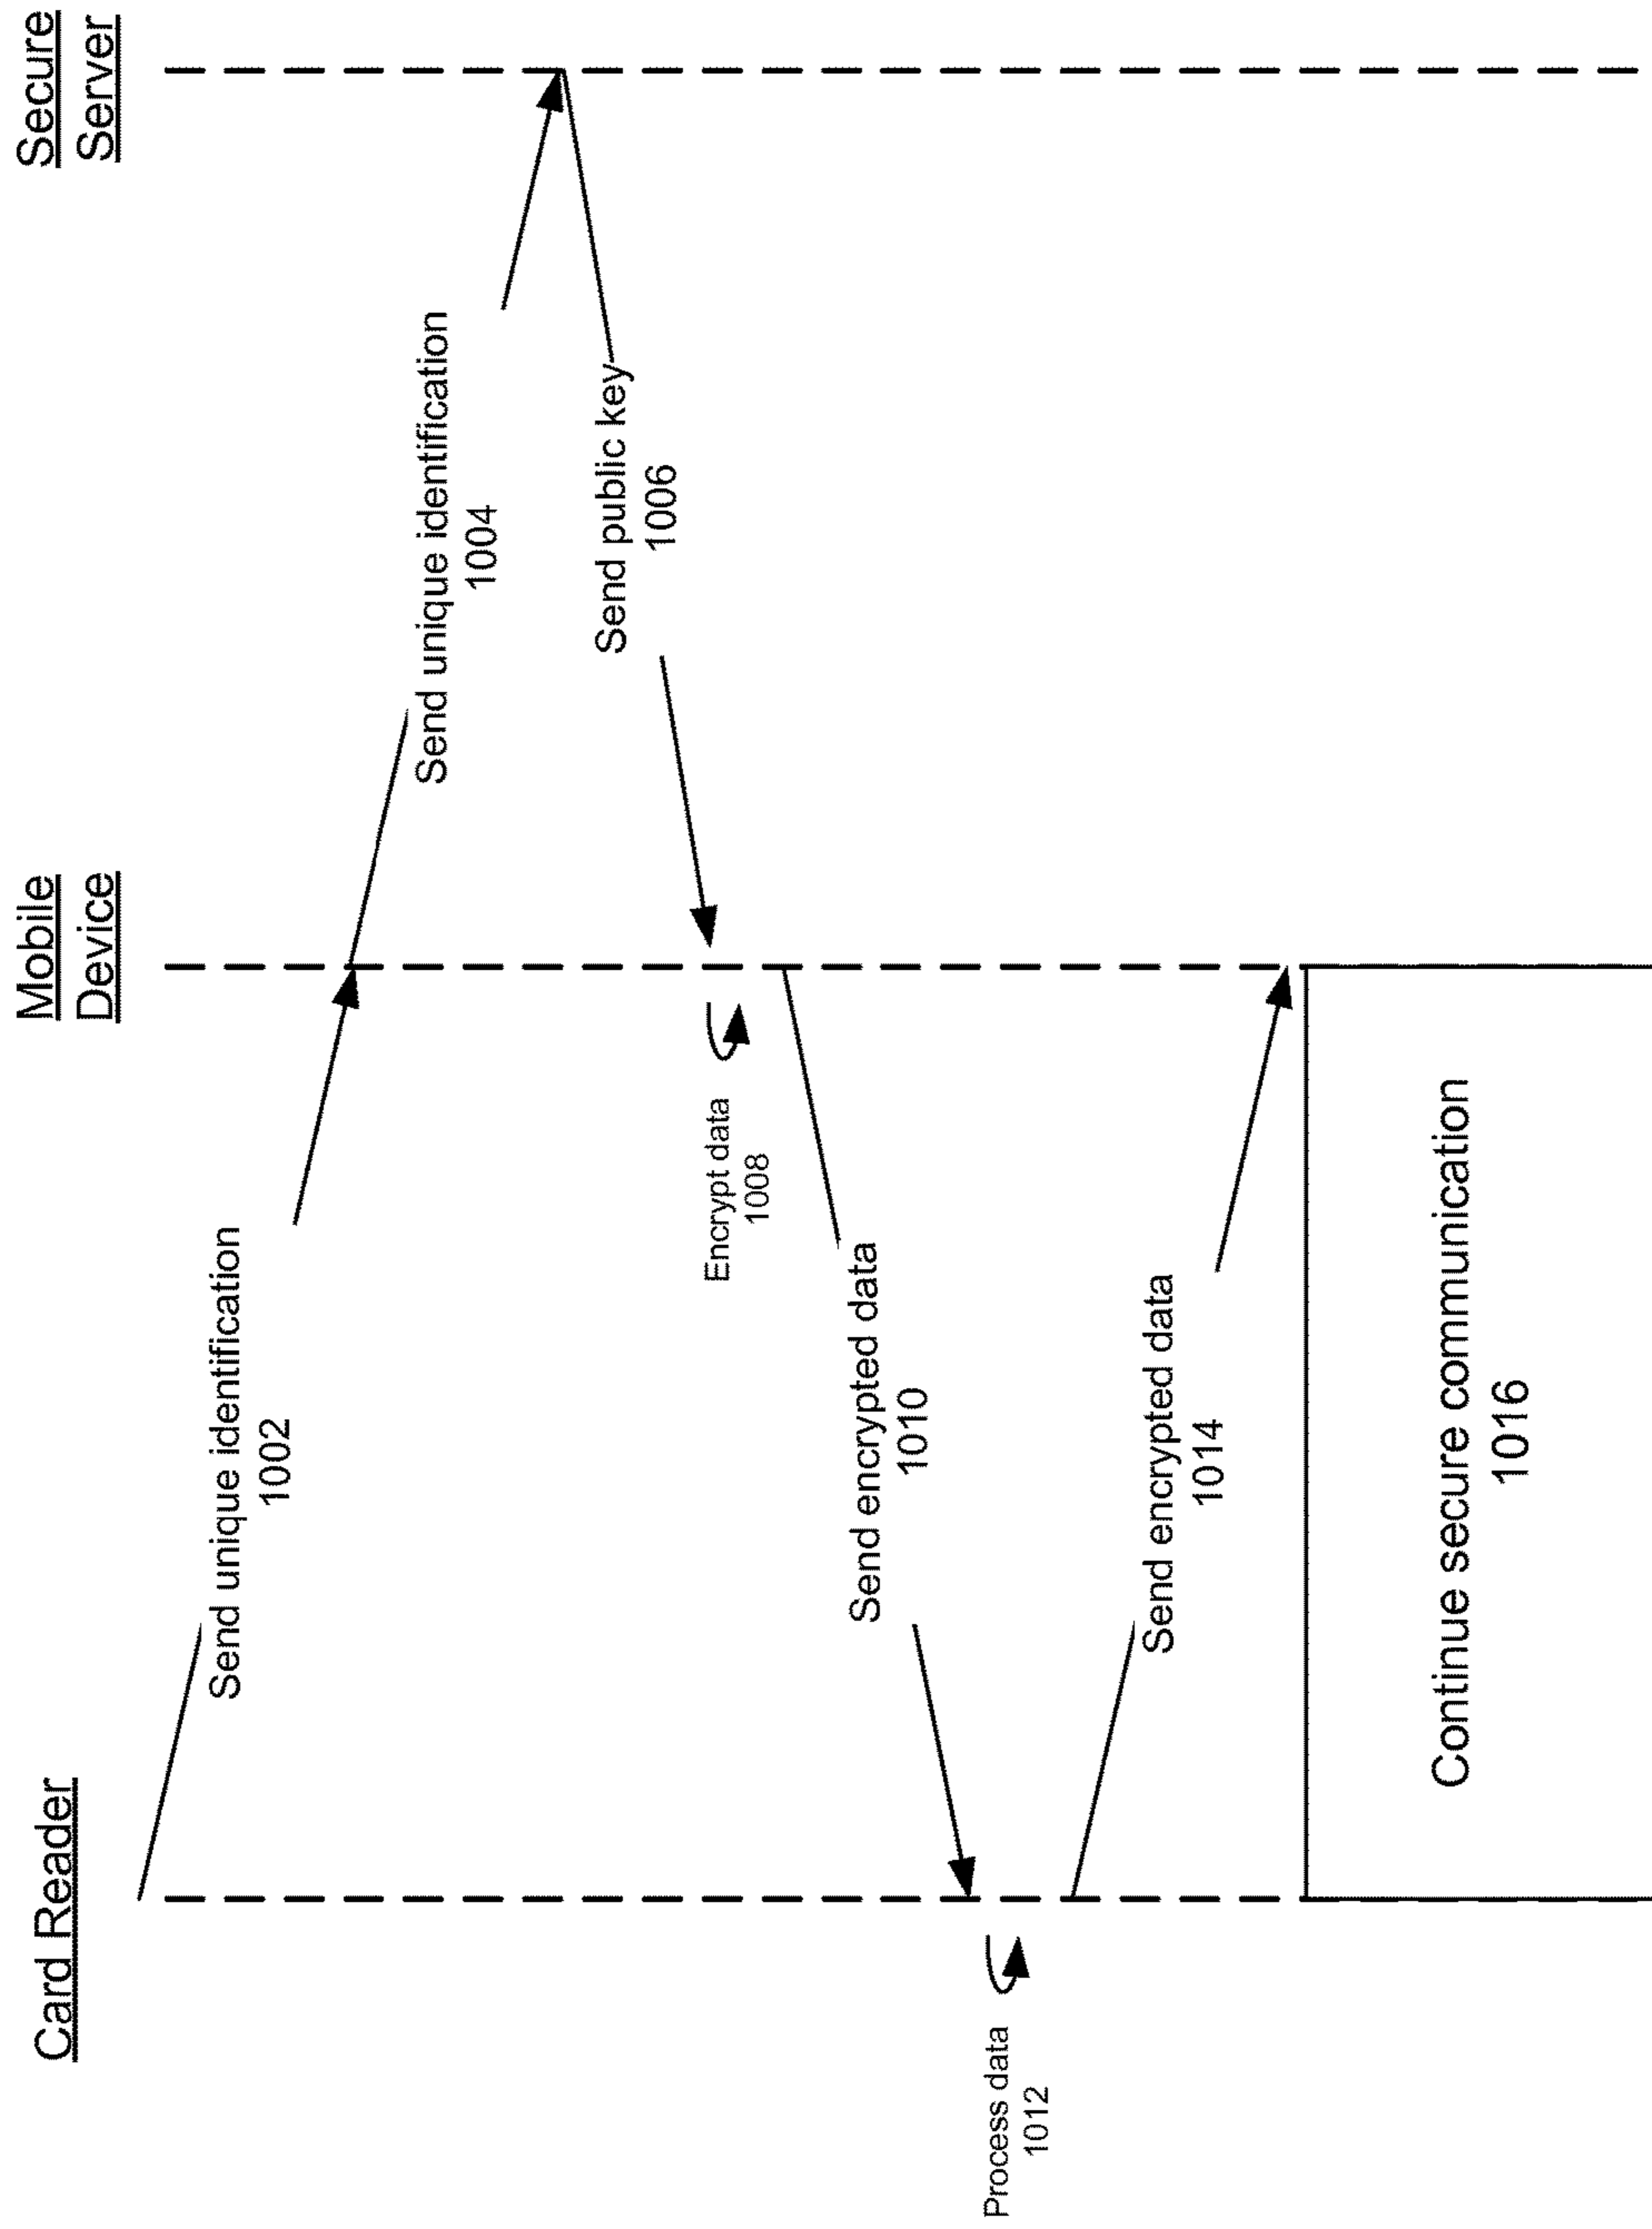 Card Reader
Mobile
Device
Secure
Server
Send unique identification
1002
Send unique identification
1004
Send public key
1006
Encrypt data
1008
Send encrypted data
1010
Process data
1012
Send encrypted data
1014
Continue secure communication
1016